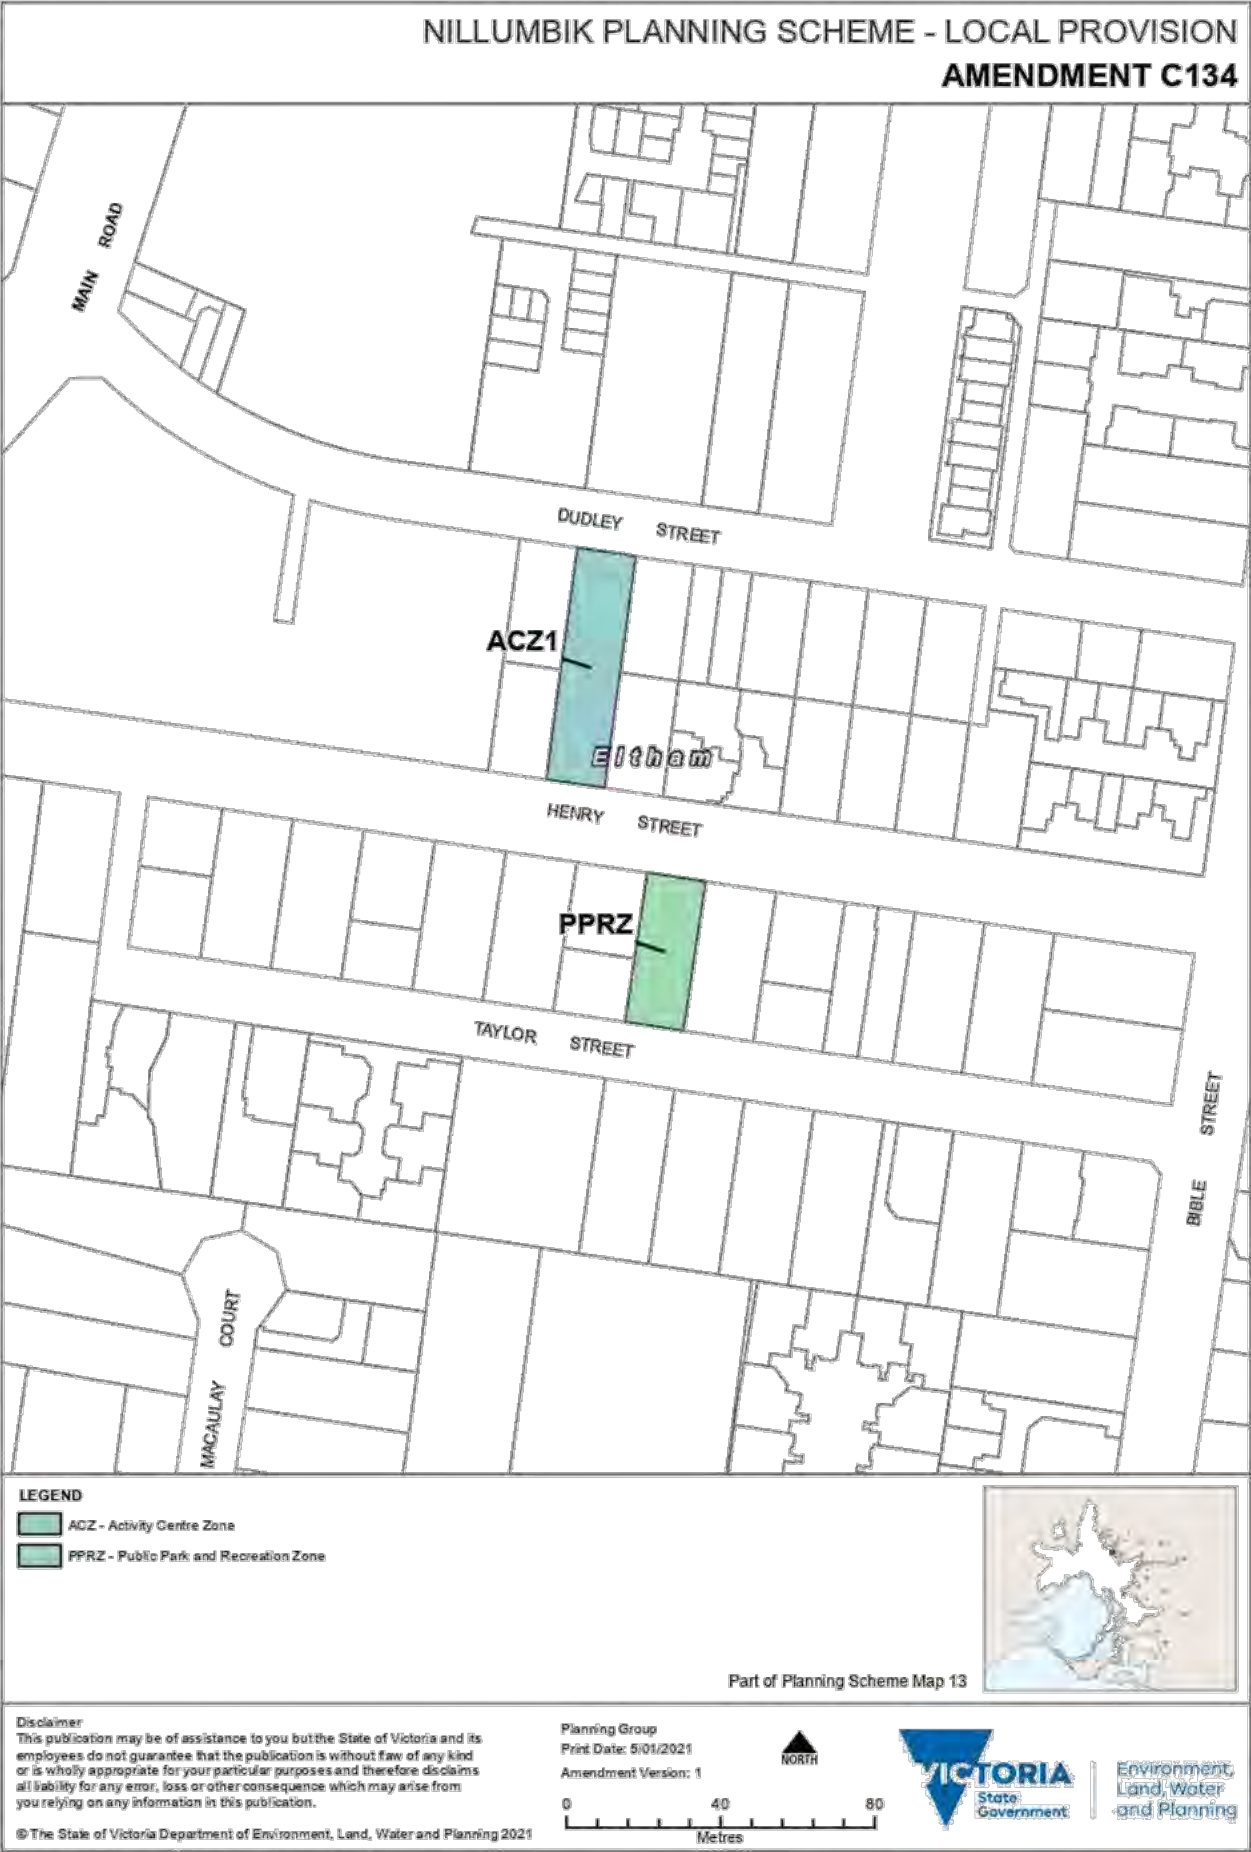 NILLUMBIK PLANNING SCHEME - LOCAL PROVISION
AMENDMENT C134
MAIN ROAD
DUDLEY STREET
ACZ1
Eltham
HENRY STREET
PPRZ
TAYLOR STREET
BIBLE STREET
MACAULAY COURT
LEGEND
ACZ - Activity Centre Zone
PPRZ - Public Park and Recreation Zone
Part of Planning Scheme Map 13
Disclaimer
This publication may be of assistance to you but the State of Victoria and its
employees do not guarantee that the publication is without flaw of any kind
or is wholly appropriate for your particular purposes and therefore disclaims
all liability for any error, loss or other consequence which may arise from
you relying on any information in this publication.
© The State of Victoria Department of Environment, Land, Water and Planning 2021
Planning Group
Print Date: 5/01/2021
Amendment Version: 1
0 40 80
Metres
NORTH
VICTORIA
State
Government
Environment,
Land, Water
and Planning